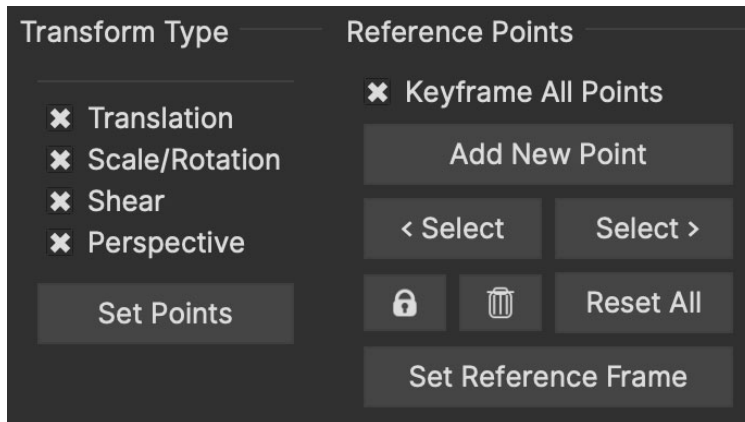 Transform Type
Translation
Scale/Rotation
Shear
Perspective
Set Points
Reference Points
Keyframe All Points
Add New Point
< Select
Select >
Reset All
Set Reference Frame